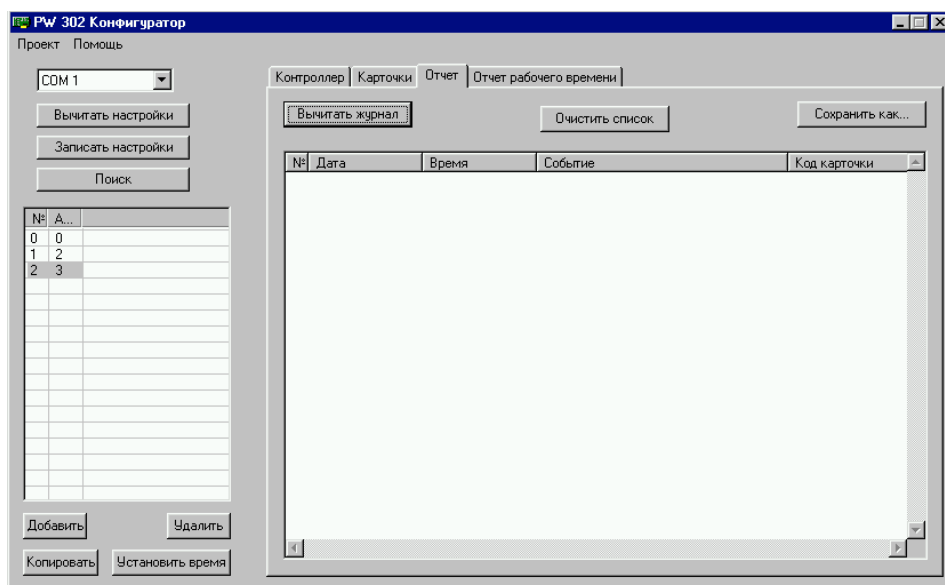 PW 302 Конфигуратор
Проект Помощь
COM 1
Вычитать настройки
Записать настройки
Поиск
№ А...
0 0
1 2
2 3
Добавить Удалить
Копировать Установить время
Контроллер Карточки Отчет Отчет рабочего времени
Вычитать журнал Очистить список Сохранить как...
№ Дата Время Событие Код карточки